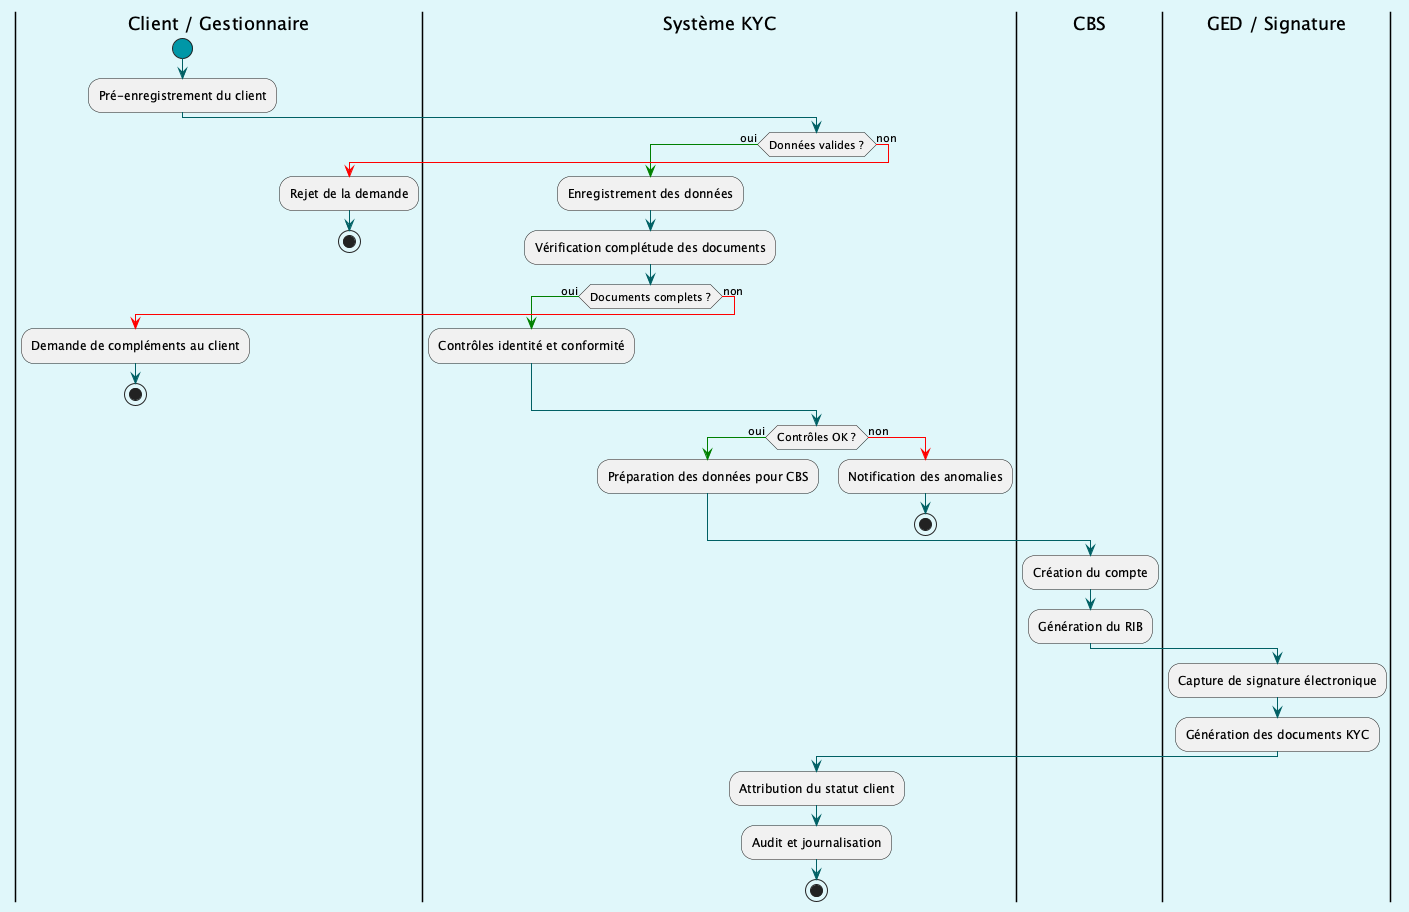 Client / Gestionnaire
Système KYC
CBS
GED / Signature
Pré-enregistrement du client
oui
Données valides ?
non
Rejet de la demande
Enregistrement des données
Vérification complétude des documents
oui
Documents complets ?
non
Demande de compléments au client
Contrôles identité et conformité
oui
Contrôles OK ?
non
Préparation des données pour CBS
Notification des anomalies
Création du compte
Génération du RIB
Capture de signature électronique
Génération des documents KYC
Attribution du statut client
Audit et journalisation